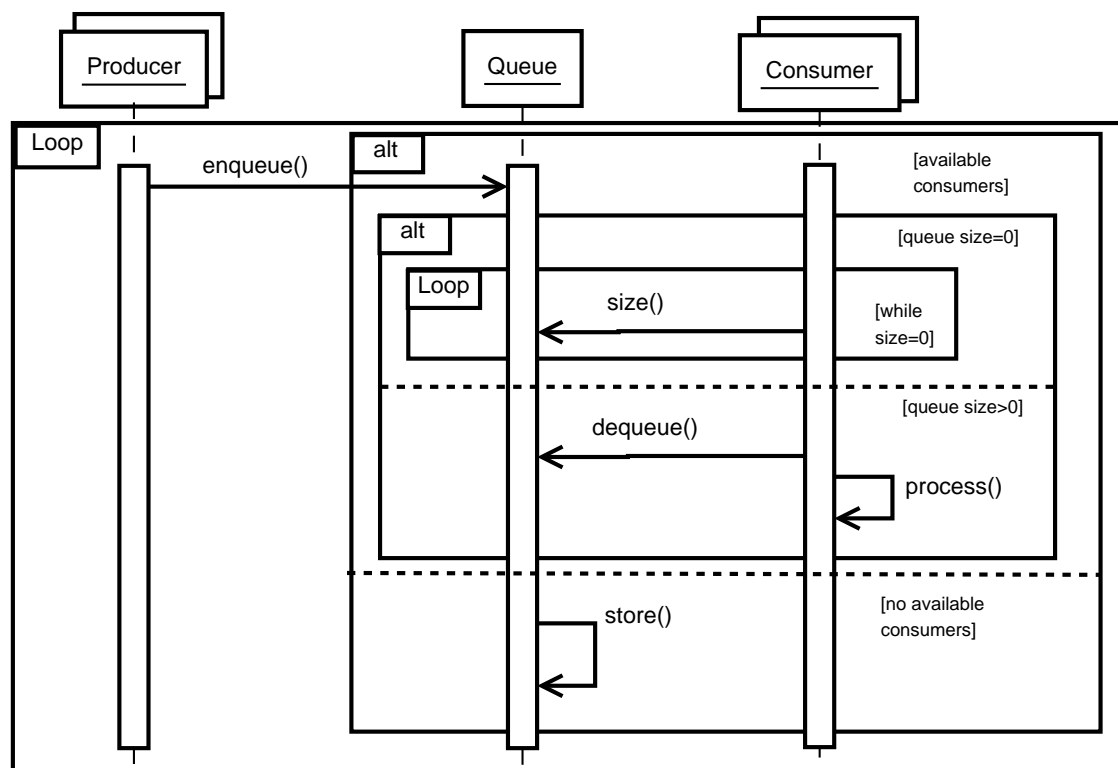 Producer
Queue
Consumer
Loop
alt
enqueue()
[available
consumers]
alt
[queue size=0]
Loop
size()
[while
size=0]
[queue size>0]
dequeue()
process()
[no available
consumers]
store()